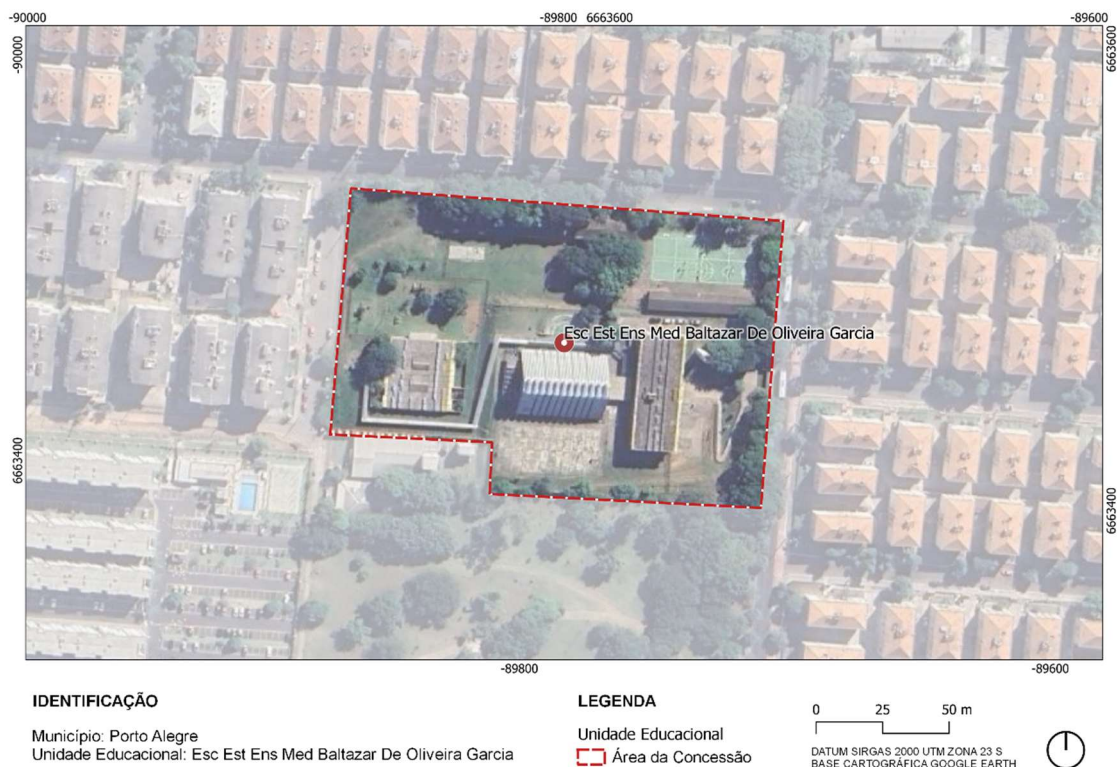 -90000
-89800 6663600
-89600
-90000
6663600
Esc Est Ens Med Baltazar De Oliveira Garcia
6663400
6663400
-89800
-89600
IDENTIFICAÇÃO
Município: Porto Alegre
Unidade Educacional: Esc Est Ens Med Baltazar De Oliveira Garcia
LEGENDA
Unidade Educacional
Área da Concessão
0 25 50 m
DATUM SIRGAS 2000 UTM ZONA 23 S
BASE CARTOGRÁFICA GOOGLE EARTH